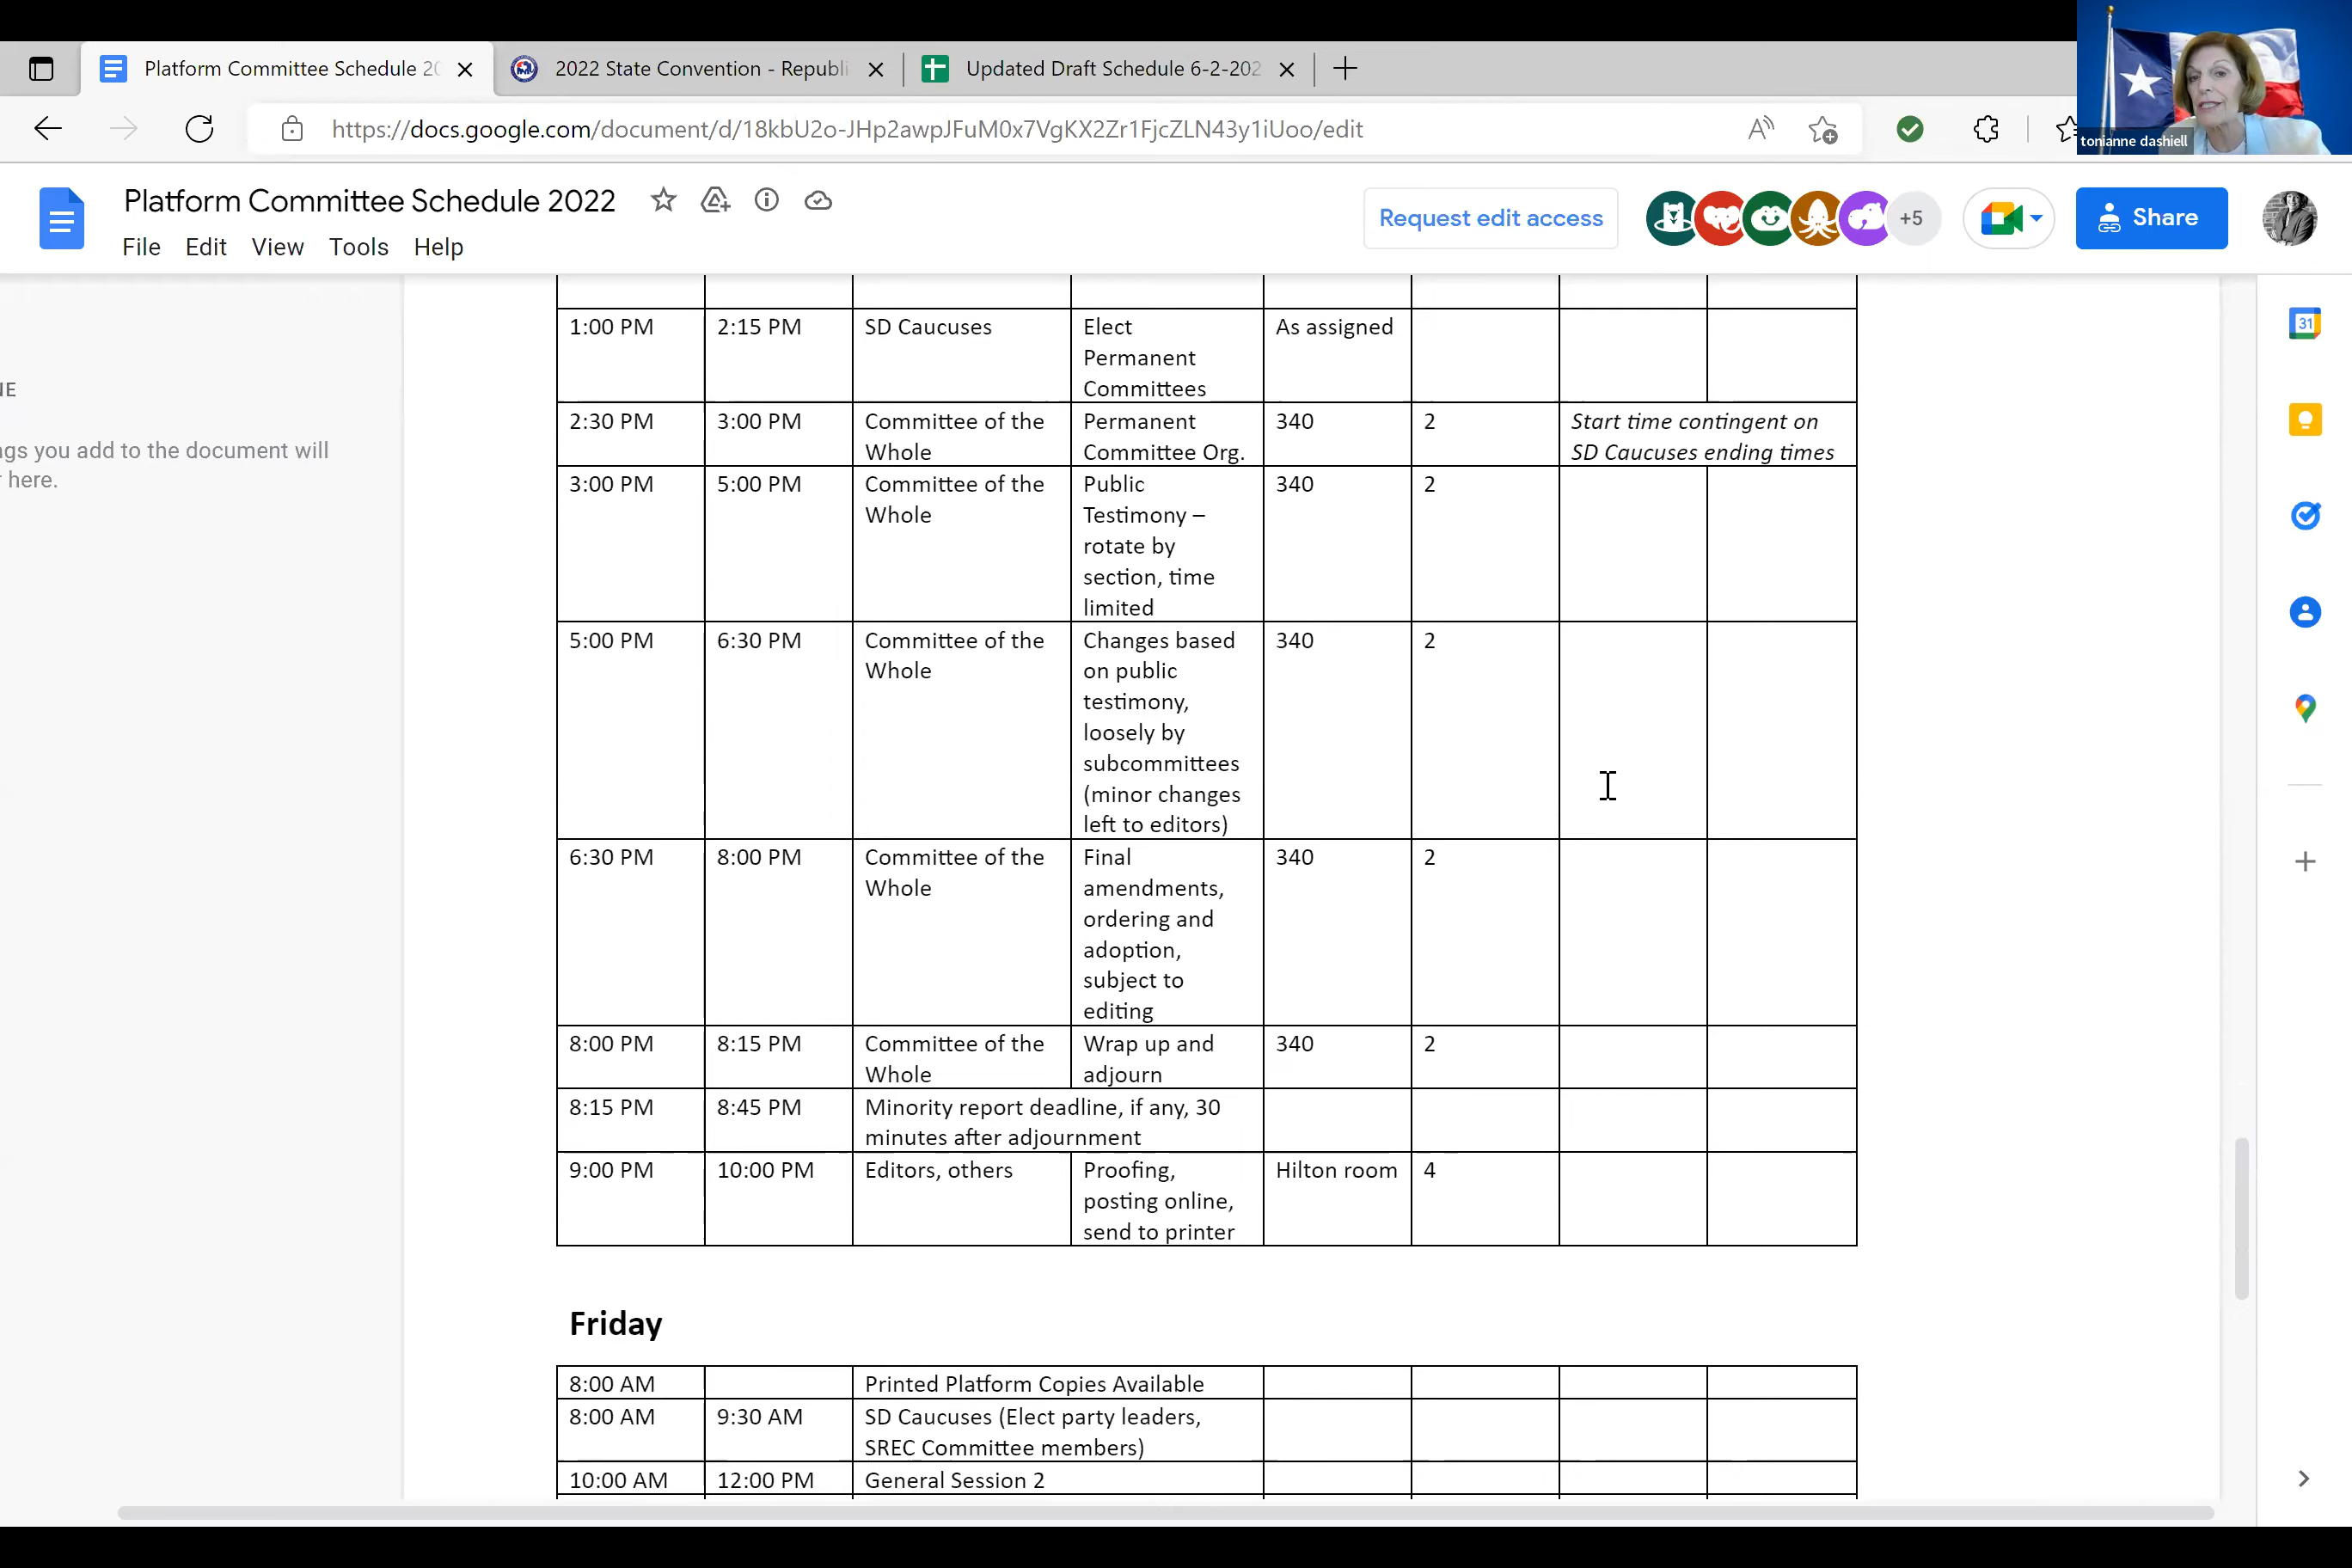 Platform Committee Schedule 20
2022 State Convention - Republi
Updated Draft Schedule 6-2-202
https://docs.google.com/document/d/18kbU2o-JHp2awpJFuM0x7VgKX2Zr1FjcZLN43y1iUoo/edit
tonianne dashiell
Platform Committee Schedule 2022
File Edit View Tools Help
Request edit access
+5
Share
31
NE
ngs you add to the document will
r here.
1:00 PM 2:15 PM SD Caucuses Elect As assigned
Permanent
Committees
2:30 PM 3:00 PM Committee of the Permanent 340 2 Start time contingent on
Whole Committee Org. SD Caucuses ending times
3:00 PM 5:00 PM Committee of the Public 340 2
Whole Testimony –
rotate by
section, time
limited
5:00 PM 6:30 PM Committee of the Changes based 340 2
Whole on public
testimony,
loosely by
subcommittees
(minor changes
left to editors)
6:30 PM 8:00 PM Committee of the Final 340 2
Whole amendments,
ordering and
adoption,
subject to
editing
8:00 PM 8:15 PM Committee of the Wrap up and 340 2
Whole adjourn
8:15 PM 8:45 PM Minority report deadline, if any, 30
minutes after adjournment
9:00 PM 10:00 PM Editors, others Proofing, Hilton room 4
posting online,
send to printer
Friday
8:00 AM Printed Platform Copies Available
8:00 AM 9:30 AM SD Caucuses (Elect party leaders,
SREC Committee members)
10:00 AM 12:00 PM General Session 2